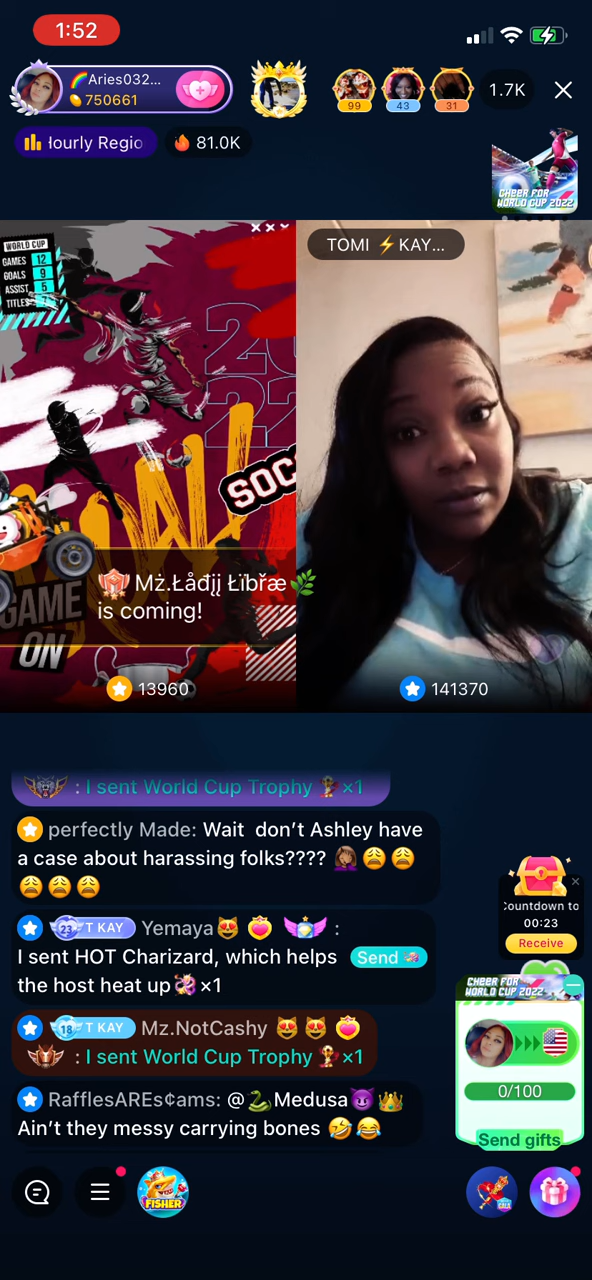 1:52
🌈Aries032...
750661
99
43
31
1.7K
Hourly Regio
81.0K
CHEER FOR
WORLD CUP 2022
WORLD CUP
GAMES 12
GOALS 9
ASSIST 5
TITLES
TOMI ⚡KAY...
2022
SOC
GOAL
Mż.Łåđįį Łïbřæ🌿
is coming!
GAME
ON
13960
141370
: I sent World Cup Trophy ×1
perfectly Made: Wait don't Ashley have
a case about harassing folks???? 🤦🏾‍♀️😩😩
😩😩😩
23 T KAY Yemaya😻 :
I sent HOT Charizard, which helps Send
the host heat up ×1
18 T KAY Mz.NotCashy 😻 😻
: I sent World Cup Trophy ×1
RafflesAREs¢ams: @🐍Medusa😈👑
Ain't they messy carrying bones 🤣😂
Countdown to
00:23
Receive
CHEER FOR
WORLD CUP 2022
0/100
Send gifts
FISHER